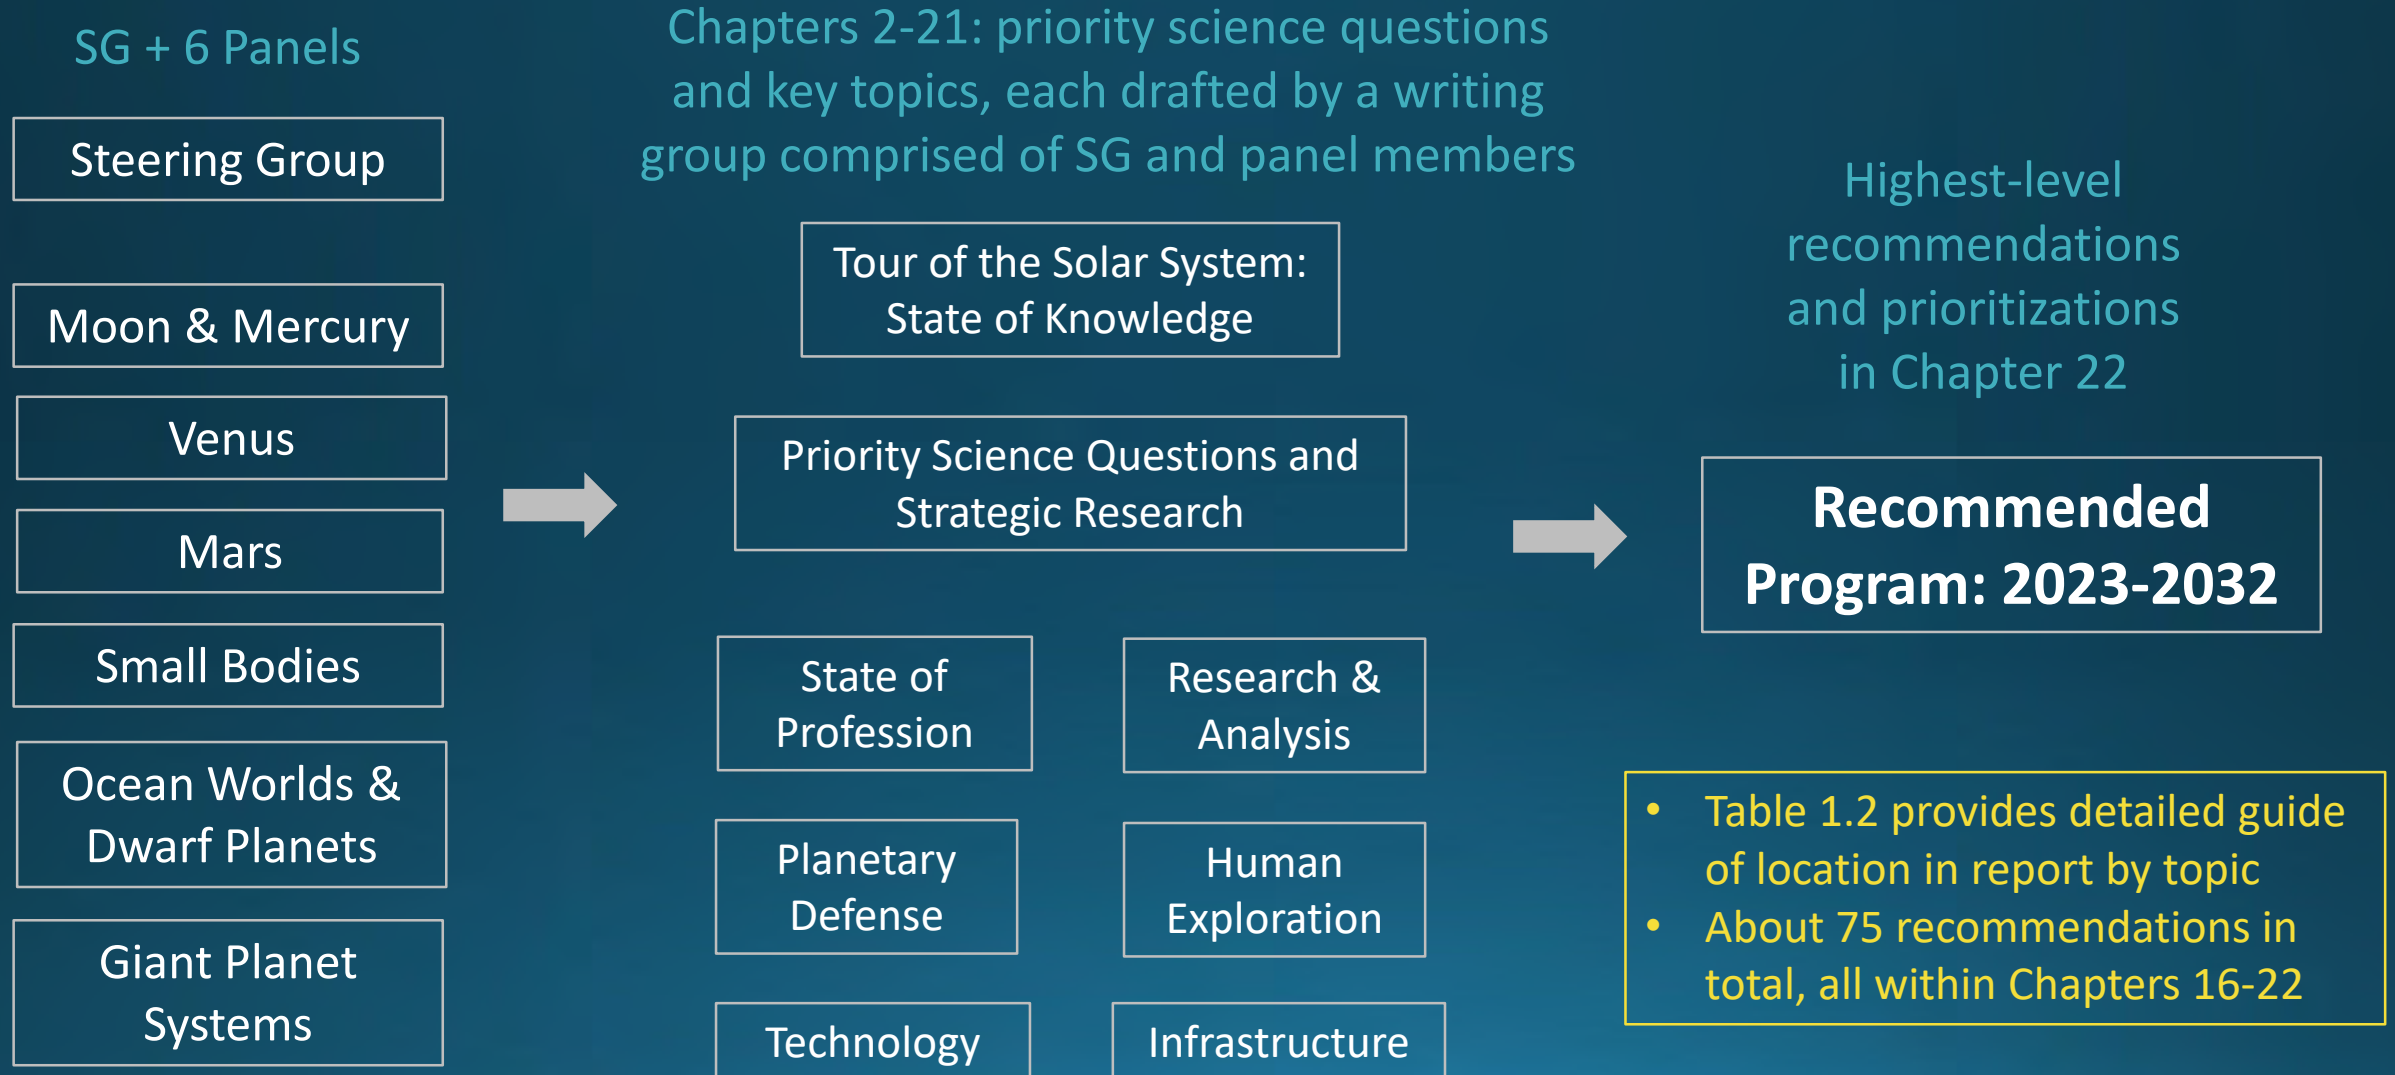 SG + 6 Panels
Steering Group
Moon & Mercury
Venus
Mars
Small Bodies
Ocean Worlds &
Dwarf Planets
Giant Planet
Systems
Chapters 2-21: priority science questions
and key topics, each drafted by a writing
group comprised of SG and panel members
Tour of the Solar System:
State of Knowledge
Priority Science Questions and
Strategic Research
State of
Profession
Research &
Analysis
Planetary
Defense
Human
Exploration
Technology
Infrastructure
Highest-level
recommendations
and prioritizations
in Chapter 22
Recommended
Program: 2023-2032
• Table 1.2 provides detailed guide
of location in report by topic
• About 75 recommendations in
total, all within Chapters 16-22